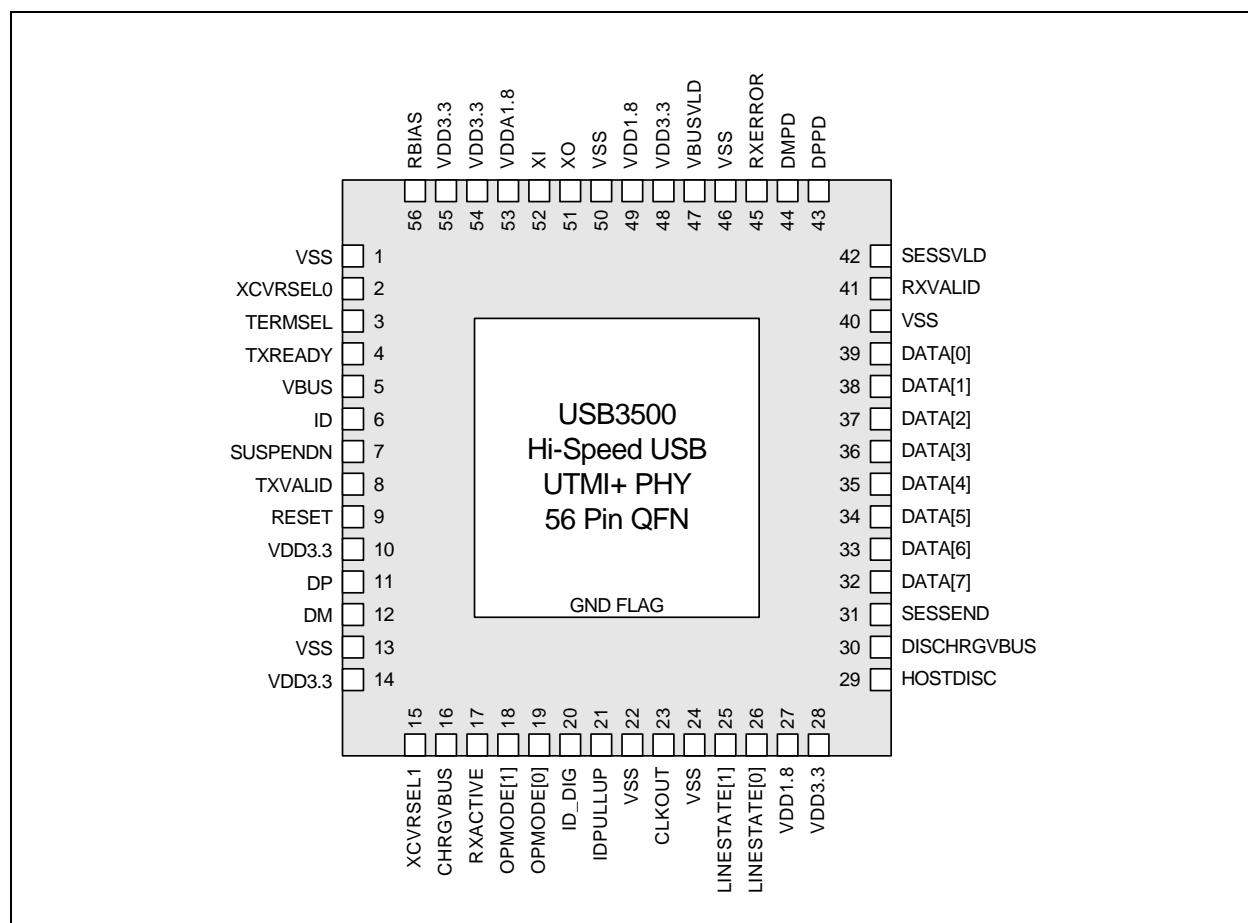 RBIAS
VDD3.3
VDD3.3
VDDA1.8
XI
XO
VSS
VDD1.8
VDD3.3
VBUSVLD
VSS
RXERROR
DMPD
DPPD
56
55
54
53
52
51
50
49
48
47
46
45
44
43
VSS 1
XCVRSEL0 2
TERMSEL 3
TXREADY 4
VBUS 5
ID 6
SUSPENDN 7
TXVALID 8
RESET 9
VDD3.3 10
DP 11
DM 12
VSS 13
VDD3.3 14
USB3500
Hi-Speed USB
UTMI+ PHY
56 Pin QFN
GND FLAG
42 SESSVLD
41 RXVALID
40 VSS
39 DATA[0]
38 DATA[1]
37 DATA[2]
36 DATA[3]
35 DATA[4]
34 DATA[5]
33 DATA[6]
32 DATA[7]
31 SESSEND
30 DISCHRGVBUS
29 HOSTDISC
15
16
17
18
19
20
21
22
23
24
25
26
27
28
XCVRSEL1
CHRGVBUS
RXACTIVE
OPMODE[1]
OPMODE[0]
ID_DIG
IDPULLUP
VSS
CLKOUT
VSS
LINESTATE[1]
LINESTATE[0]
VDD1.8
VDD3.3